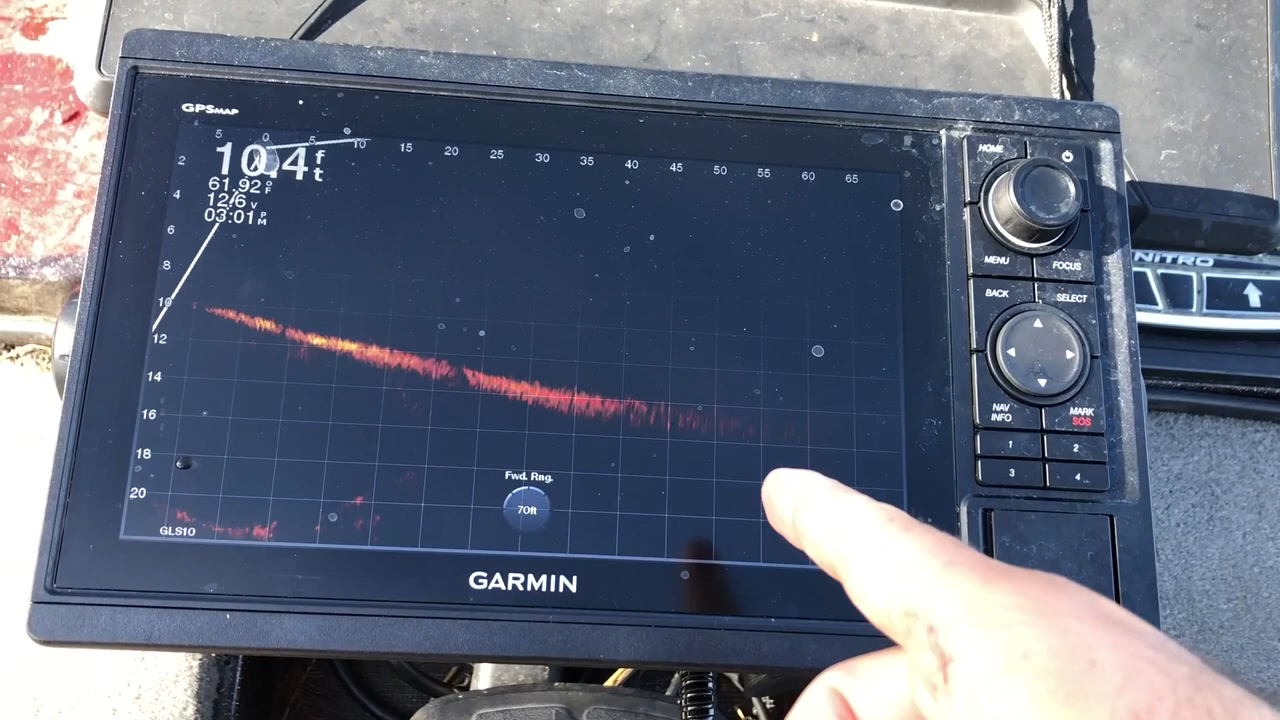 GPSMAP
5 0 5 10 15 20 25 30 35 40 45 50 55 60 65
10.4 ft
61.92 °F
12.6 V
03:01 PM
2
4
6
8
10
12
14
16
18
20
Fwd. Rng.
70ft
GLS10
GARMIN
HOME
MENU
FOCUS
BACK
SELECT
NAV INFO
MARK SOS
1
2
3
4
NITRO